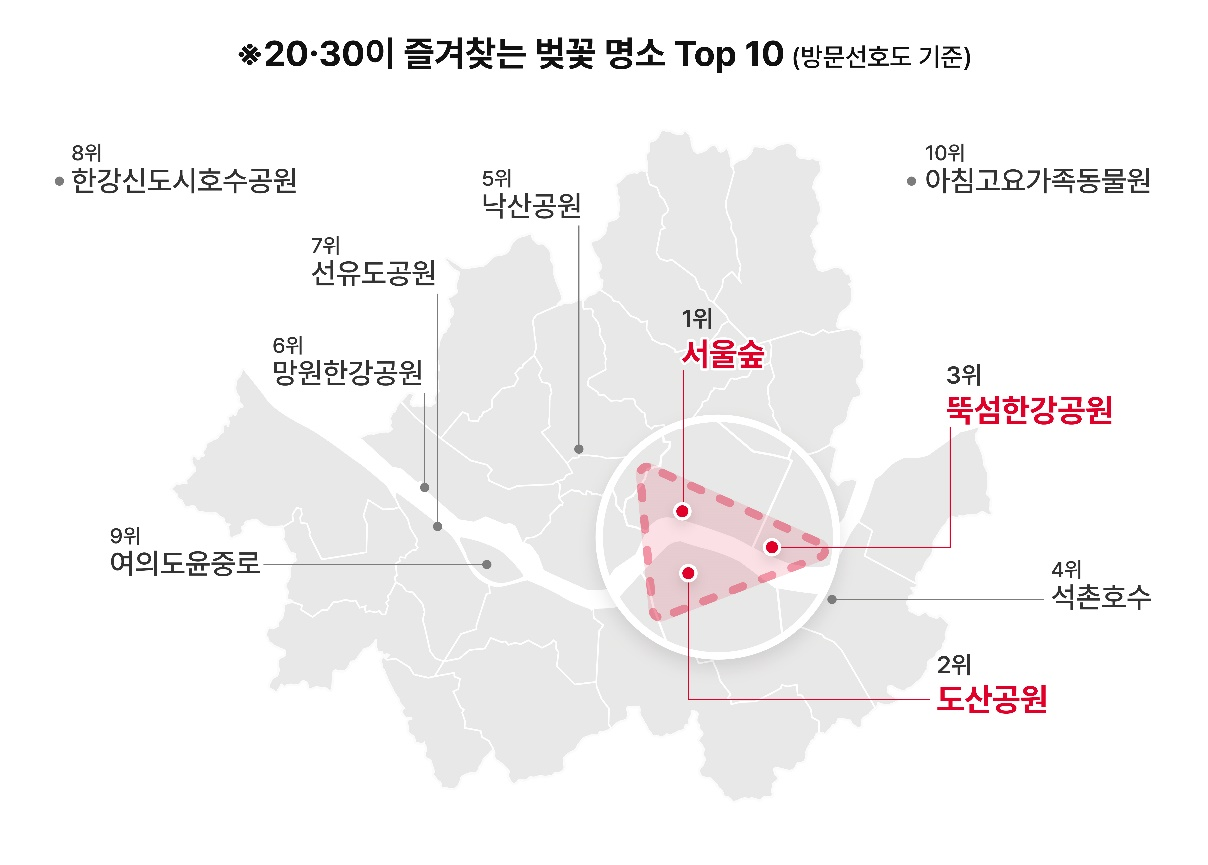 ※20·30이 즐겨찾는 벚꽃 명소 Top 10 (방문선호도 기준)
8위
한강신도시호수공원
10위
아침고요가족동물원
5위
낙산공원
7위
선유도공원
1위
서울숲
6위
망원한강공원
3위
뚝섬한강공원
9위
여의도윤중로
4위
석촌호수
2위
도산공원